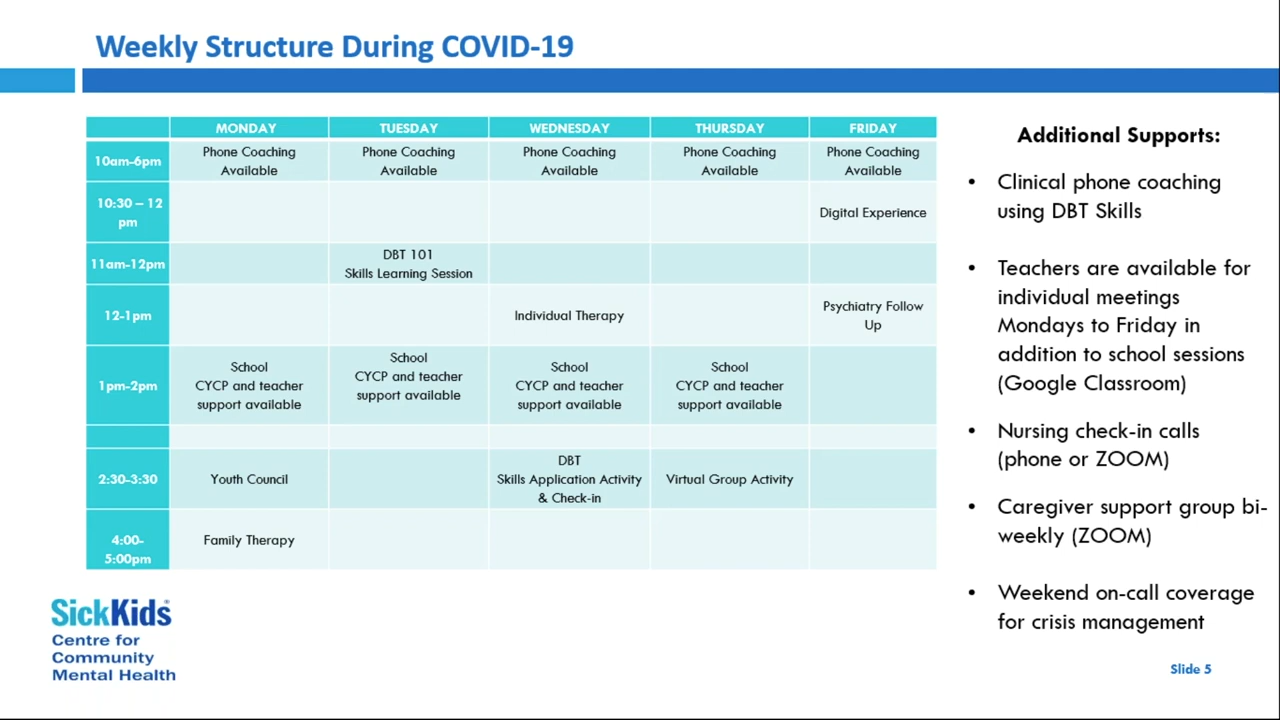 Weekly Structure During COVID-19
MONDAY TUESDAY WEDNESDAY THURSDAY FRIDAY
10am-6pm
Phone Coaching
Available
Phone Coaching
Available
Phone Coaching
Available
Phone Coaching
Available
Phone Coaching
Available
10:30 – 12
pm
Digital Experience
11am-12pm
DBT 101
Skills Learning Session
12-1pm
Individual Therapy
Psychiatry Follow
Up
1pm-2pm
School
CYCP and teacher
support available
School
CYCP and teacher
support available
School
CYCP and teacher
support available
School
CYCP and teacher
support available
2:30-3:30
Youth Council
DBT
Skills Application Activity
& Check-in
Virtual Group Activity
4:00-
5:00pm
Family Therapy
Additional Supports:
• Clinical phone coaching
using DBT Skills
• Teachers are available for
individual meetings
Mondays to Friday in
addition to school sessions
(Google Classroom)
• Nursing check-in calls
(phone or ZOOM)
• Caregiver support group bi-
weekly (ZOOM)
• Weekend on-call coverage
for crisis management
SickKids®
Centre for
Community
Mental Health
Slide 5